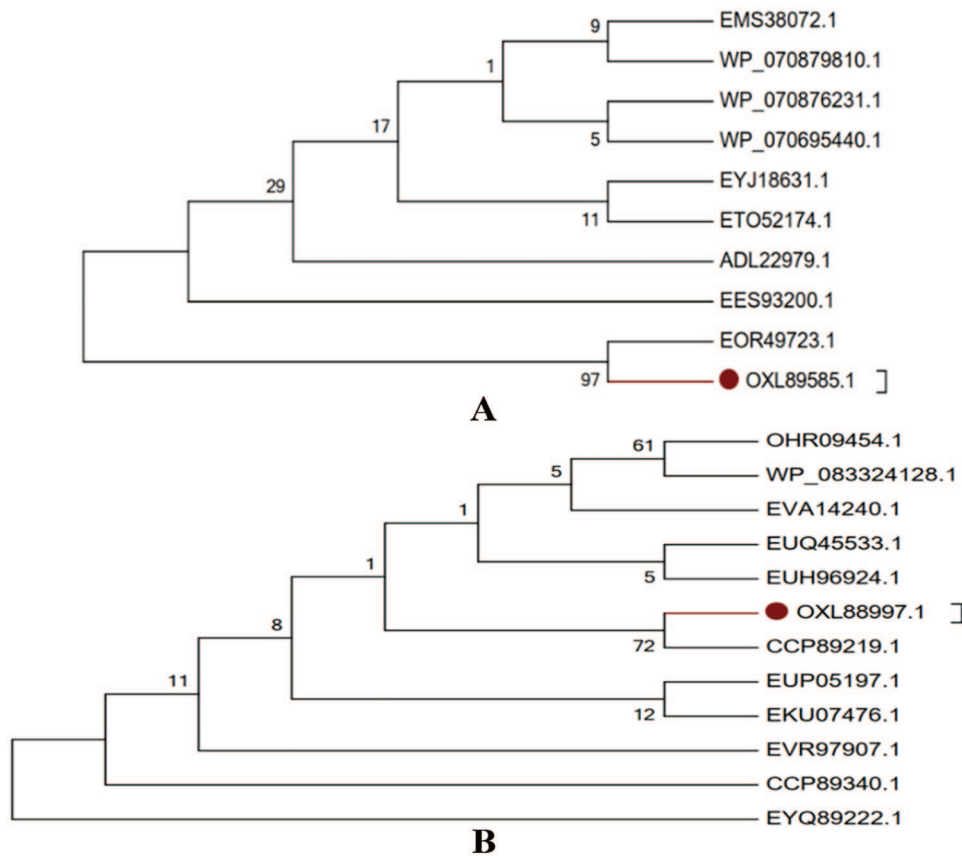 EMS38072.1
9
WP_070879810.1
1
WP_070876231.1
17
WP_070695440.1
5
EYJ18631.1
29
11
ETO52174.1
ADL22979.1
EES93200.1
EOR49723.1
97
OXL89585.1
A
OHR09454.1
61
WP_083324128.1
5
EVA14240.1
1
EUQ45533.1
5
EUH96924.1
1
OXL88997.1
8
72
CCP89219.1
EUP05197.1
11
12
EKU07476.1
EVR97907.1
CCP89340.1
EYQ89222.1
B